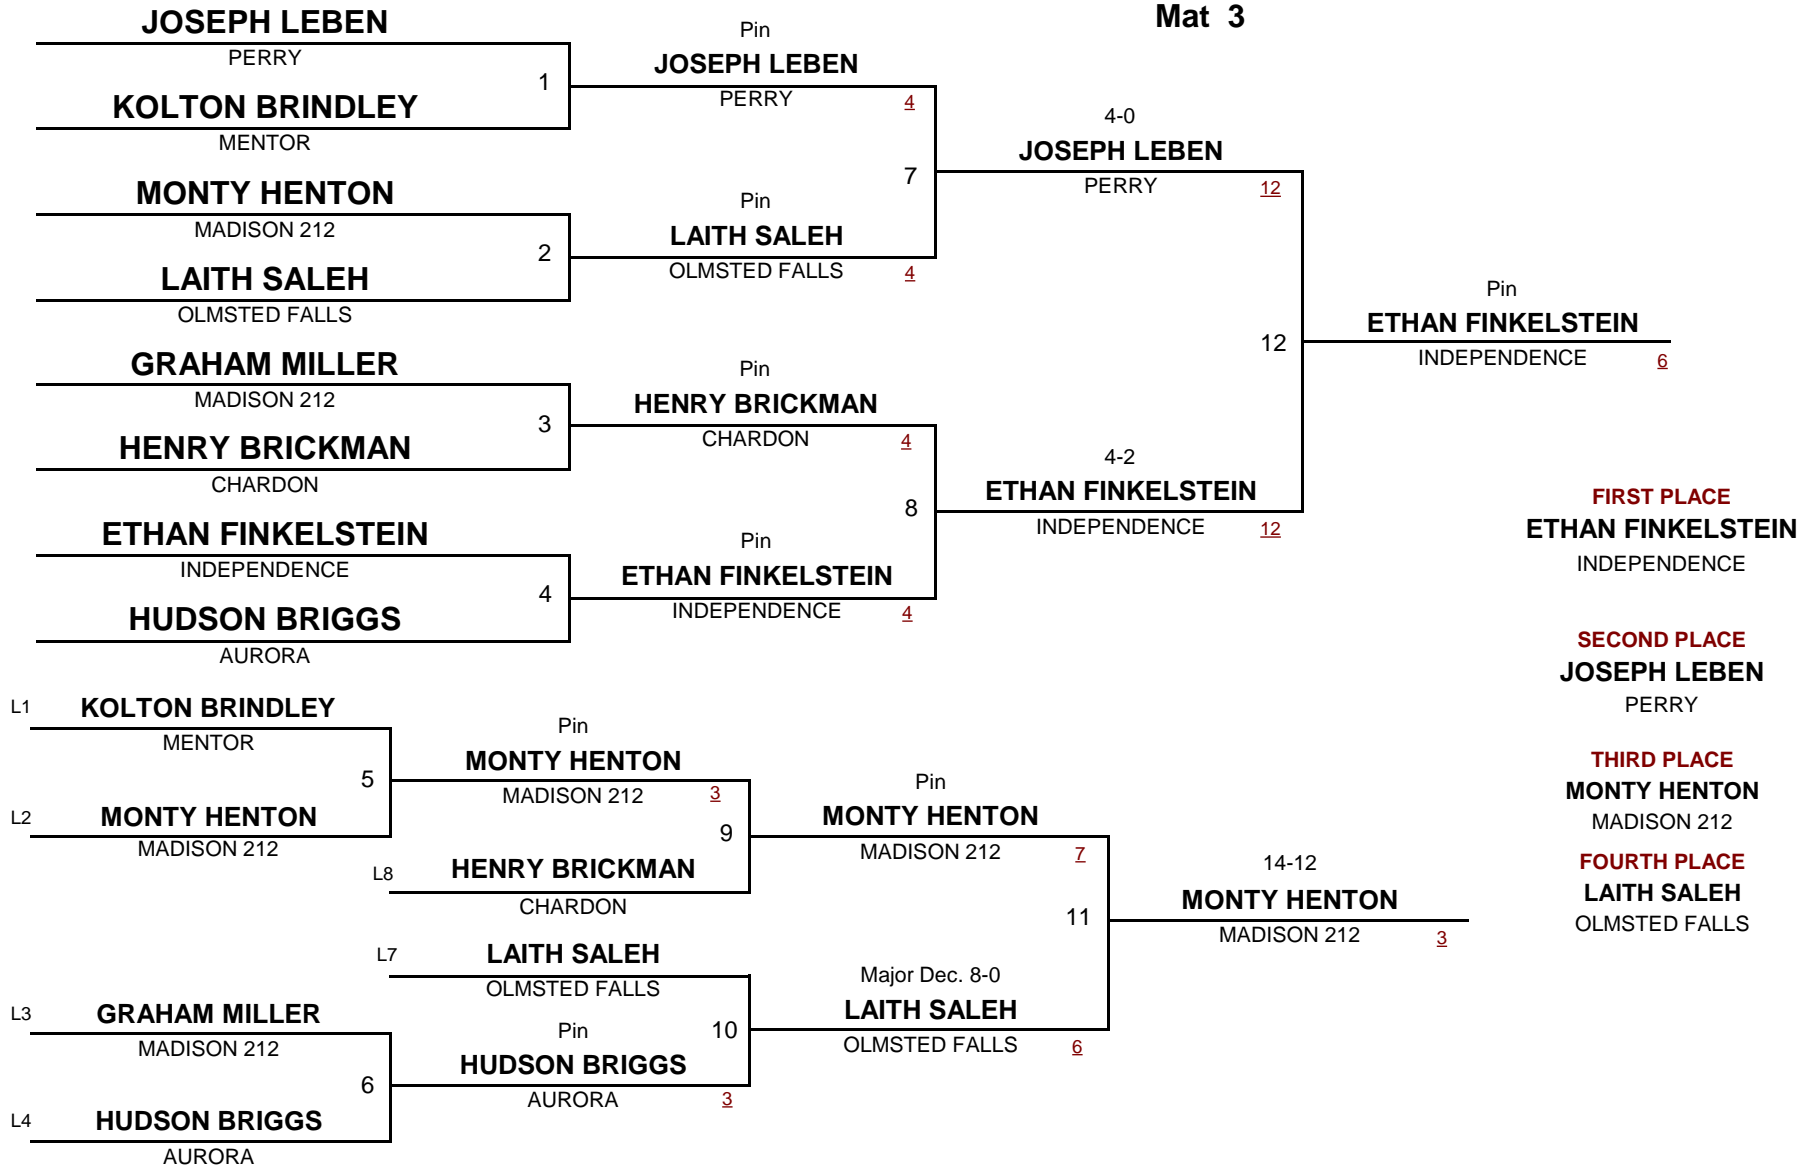 Mat 3
JOSEPH LEBEN
PERRY
1
KOLTON BRINDLEY
MENTOR
MONTY HENTON
MADISON 212
2
LAITH SALEH
OLMSTED FALLS
GRAHAM MILLER
MADISON 212
3
HENRY BRICKMAN
CHARDON
ETHAN FINKELSTEIN
INDEPENDENCE
4
HUDSON BRIGGS
AURORA
Pin
JOSEPH LEBEN
PERRY 4
7
Pin
LAITH SALEH
OLMSTED FALLS 4
Pin
HENRY BRICKMAN
CHARDON 4
8
Pin
ETHAN FINKELSTEIN
INDEPENDENCE 4
4-0
JOSEPH LEBEN
PERRY 12
12
4-2
ETHAN FINKELSTEIN
INDEPENDENCE 12
Pin
ETHAN FINKELSTEIN
INDEPENDENCE 6
L1 KOLTON BRINDLEY
MENTOR
5
L2 MONTY HENTON
MADISON 212
L3 GRAHAM MILLER
MADISON 212
6
L4 HUDSON BRIGGS
AURORA
Pin
MONTY HENTON
MADISON 212 3
9
L8 HENRY BRICKMAN
CHARDON
L7 LAITH SALEH
OLMSTED FALLS
10
Pin
HUDSON BRIGGS
AURORA 3
Pin
MONTY HENTON
MADISON 212 7
11
Major Dec. 8-0
LAITH SALEH
OLMSTED FALLS 6
14-12
MONTY HENTON
MADISON 212 3
FIRST PLACE
ETHAN FINKELSTEIN
INDEPENDENCE
SECOND PLACE
JOSEPH LEBEN
PERRY
THIRD PLACE
MONTY HENTON
MADISON 212
FOURTH PLACE
LAITH SALEH
OLMSTED FALLS